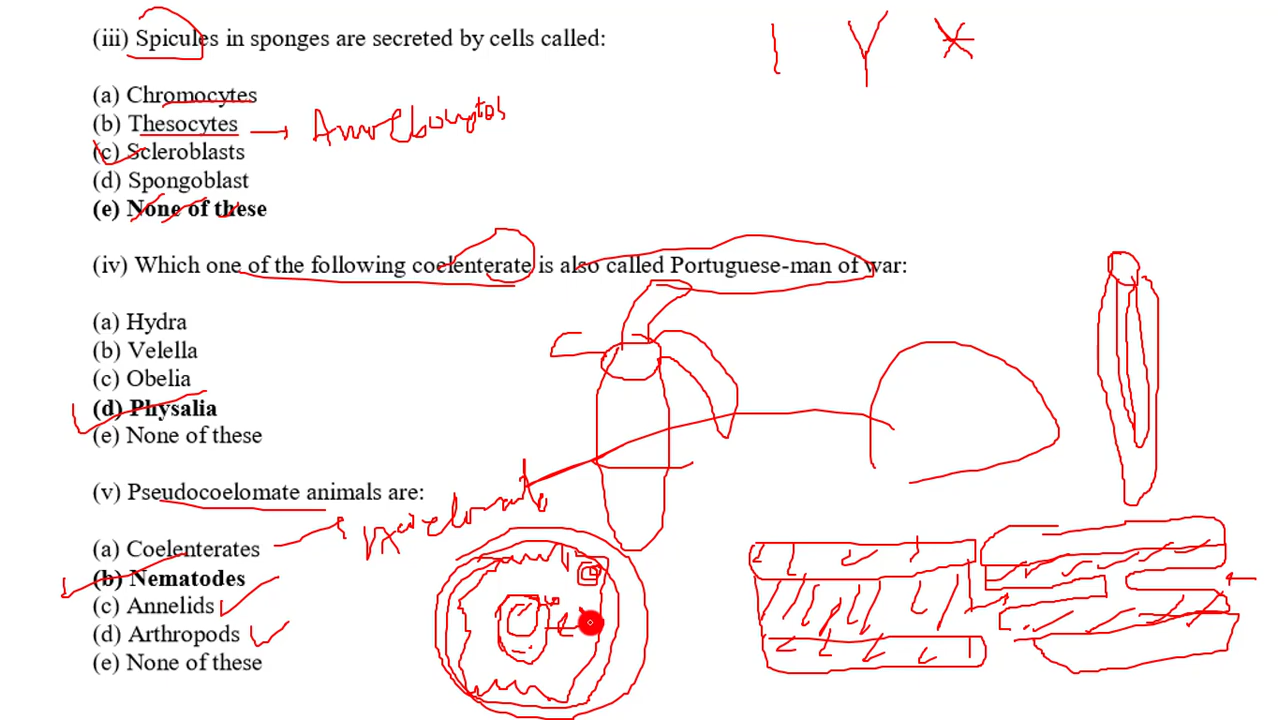 (iii) Spicules in sponges are secreted by cells called:
(a) Chromocytes
(b) Thesocytes
(c) Scleroblasts
(d) Spongoblast
(e) None of these
(iv) Which one of the following coelenterate is also called Portuguese-man of war:
(a) Hydra
(b) Velella
(c) Obelia
(d) Physalia
(e) None of these
(v) Pseudocoelomate animals are:
(a) Coelenterates
(b) Nematodes
(c) Annelids
(d) Arthropods
(e) None of these